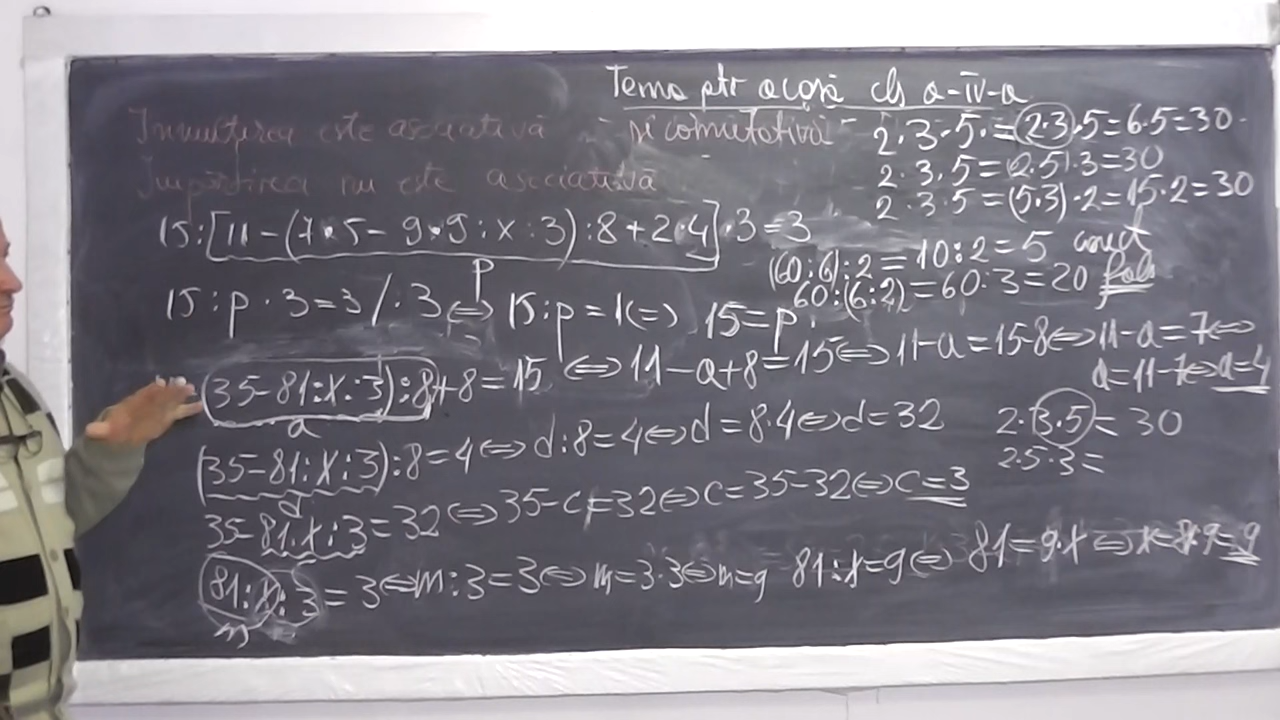 Tema ptr acasă cls a-IV-a
Inmulțirea este asociativă și comutativă
Împărțirea nu este asociativă
2·3·5·=(2·3)·5=6·5=30
2·3·5=(2·5)·3=30
2·3·5=(5·3)·2=15·2=30
15:[11-(7·5-9·9:x:3):8+2·4]·3=3
p
(60:6):2=10:2=5 corect
60:(6:2)=60:3=20 fals
15:p·3=3/:3⇔15:p=1(=) 15=p
(35-81:x:3):8+8=15 ⇔11-a+8=15⇔11-a=15-8⇔11-a=7⇔
a
a=11-7⇔a=4
(35-81:x:3):8=4⇔d:8=4⇔d=8·4⇔d=32
d
2·3·5=30
2·5·3=
35-81:x:3=32⇔35-c=32⇔c=35-32⇔c=3
81:x:3=3⇔m:3=3⇔m=3·3⇔m=9 81:x=9⇔81=9·x⇔x=81:9=9
m